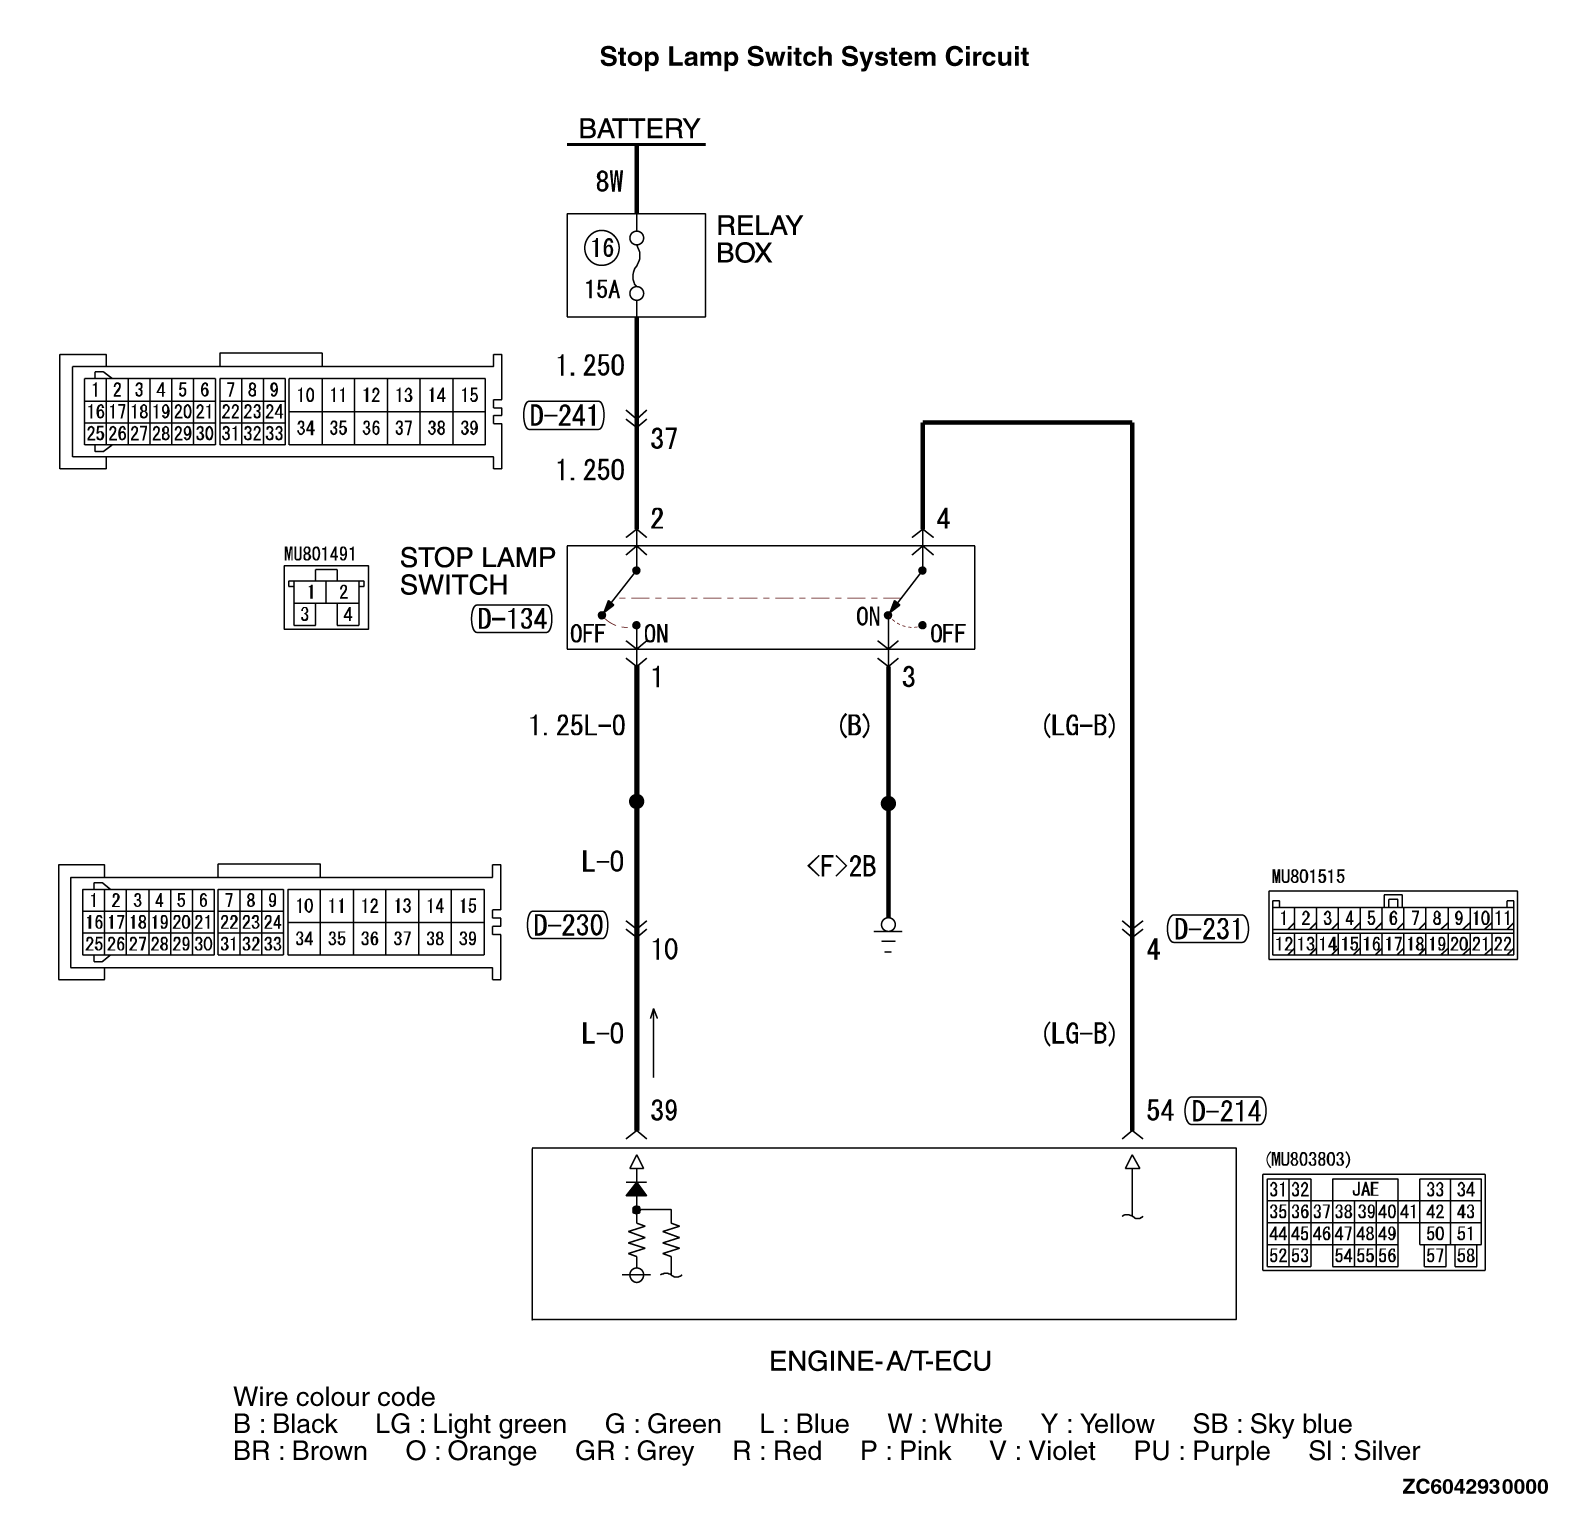 Stop Lamp Switch System Circuit
BATTERY
8W
RELAY
BOX
16
15A
1.250
1 2 3 4 5 6 7 8 9 10 11 12 13 14 15
16 17 18 19 20 21 22 23 24
25 26 27 28 29 30 31 32 33 34 35 36 37 38 39
D-241
37
1.250
2
4
MU801491
1 2
3 4
STOP LAMP
SWITCH
D-134
OFF
ON
ON
OFF
1
3
1.25L-O
(B)
(LG-B)
L-O
<F>2B
1 2 3 4 5 6 7 8 9 10 11 12 13 14 15
16 17 18 19 20 21 22 23 24
25 26 27 28 29 30 31 32 33 34 35 36 37 38 39
D-230
10
4
D-231
MU801515
1 2 3 4 5 6 7 8 9 10 11
12 13 14 15 16 17 18 19 20 21 22
L-O
(LG-B)
39
54
D-214
(MU803803)
31 32 JAE 33 34
35 36 37 38 39 40 41 42 43
44 45 46 47 48 49 50 51
52 53 54 55 56 57 58
ENGINE-A/T-ECU
Wire colour code
B : Black LG : Light green G : Green L : Blue W : White Y : Yellow SB : Sky blue
BR : Brown O : Orange GR : Grey R : Red P : Pink V : Violet PU : Purple SI : Silver
ZC6042930000